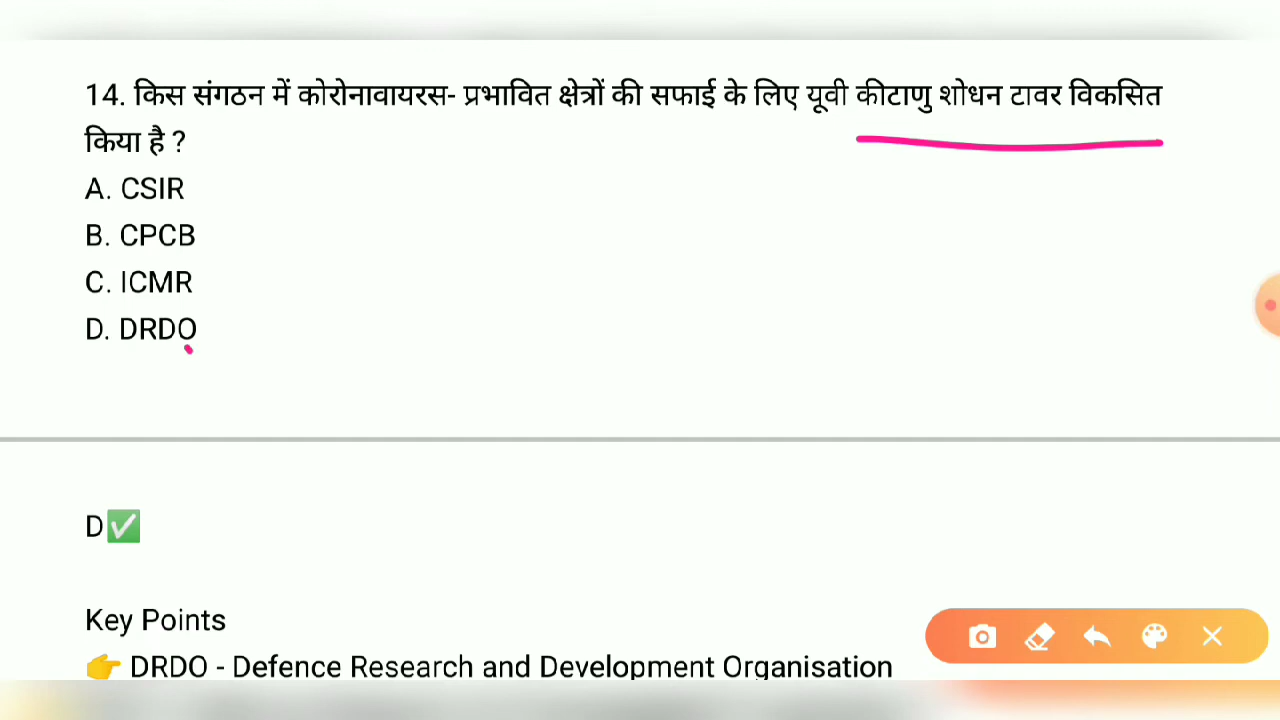 14. किस संगठन में कोरोनावायरस- प्रभावित क्षेत्रों की सफाई के लिए यूवी कीटाणु शोधन टावर विकसित
किया है ?
A. CSIR
B. CPCB
C. ICMR
D. DRDO
D✅
Key Points
👉 DRDO - Defence Research and Development Organisation